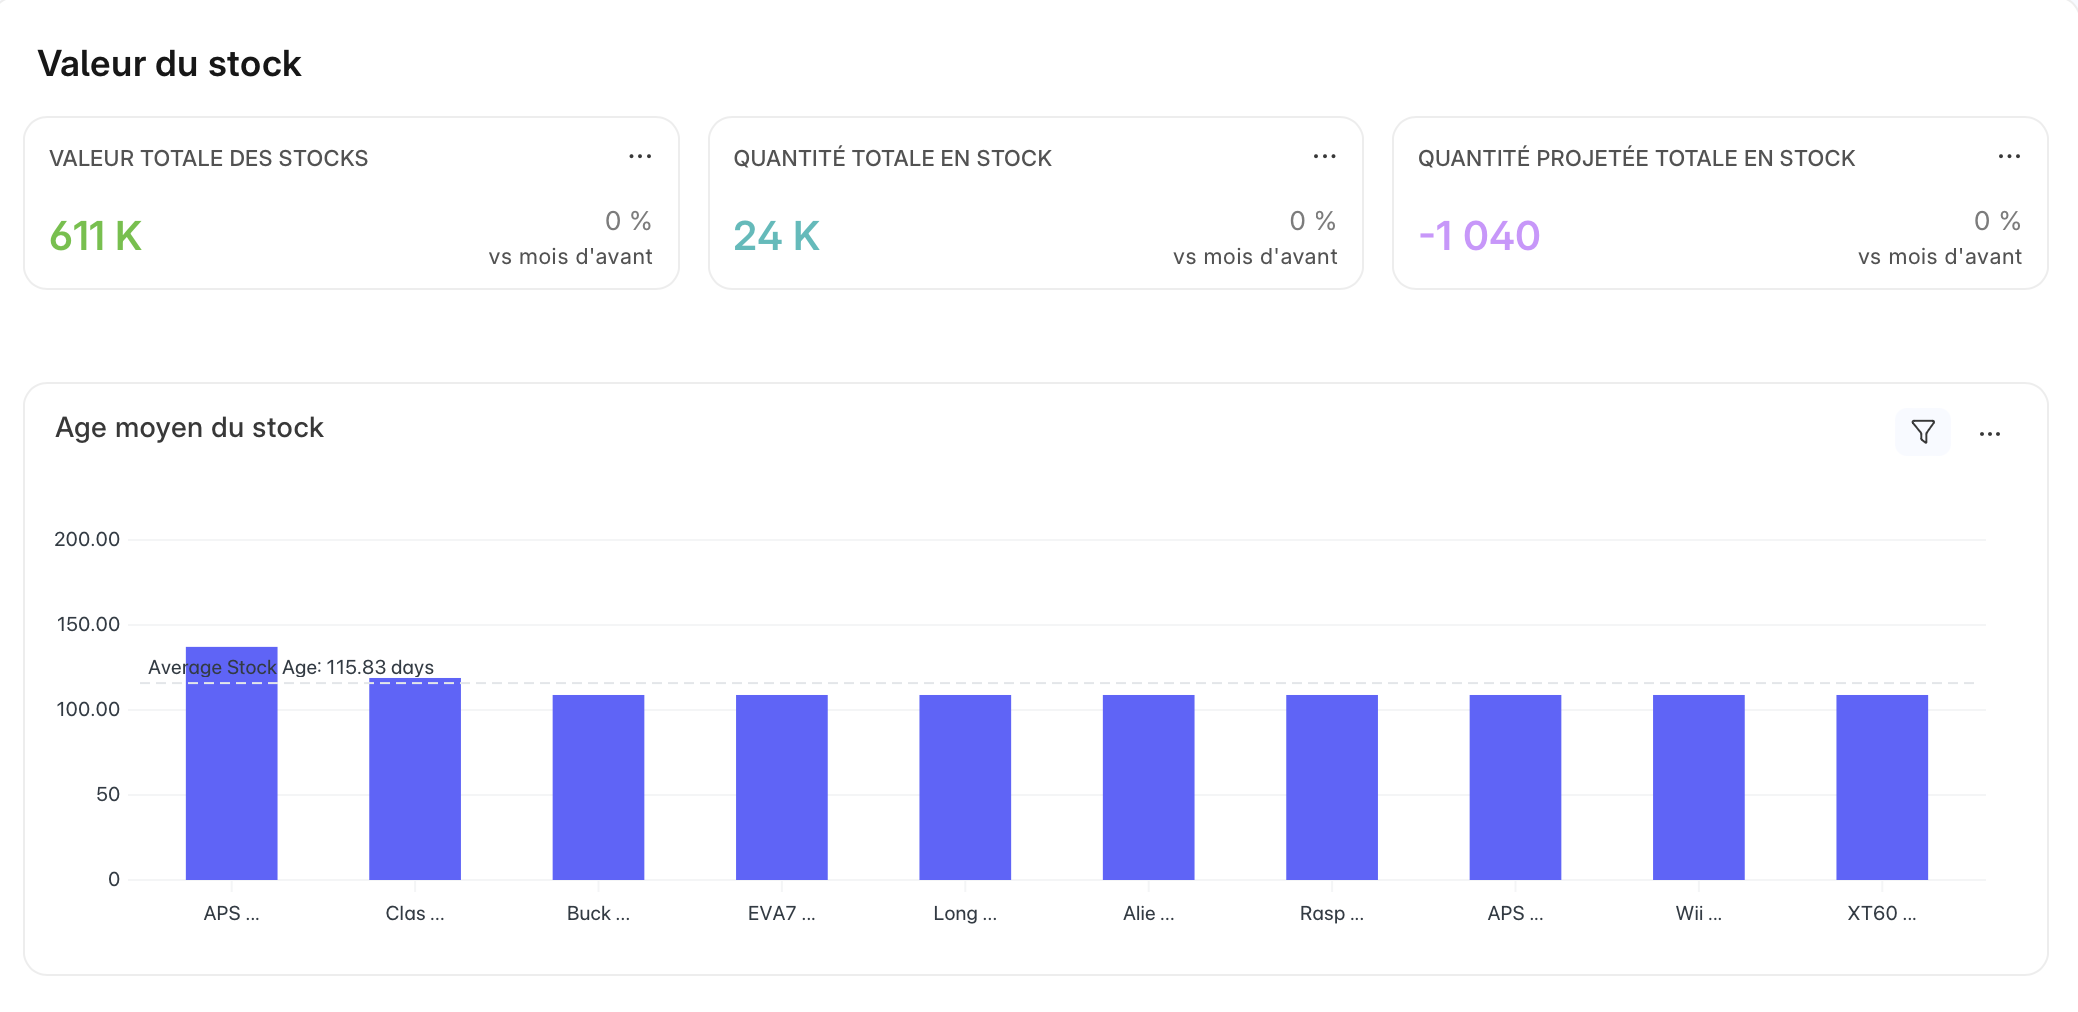 Valeur du stock
VALEUR TOTALE DES STOCKS
611 K
0 %
vs mois d'avant
QUANTITÉ TOTALE EN STOCK
24 K
0 %
vs mois d'avant
QUANTITÉ PROJETÉE TOTALE EN STOCK
-1 040
0 %
vs mois d'avant
Age moyen du stock
200.00
150.00
Average Stock Age: 115.83 days
100.00
50
0
APS ...
Clas ...
Buck ...
EVA7 ...
Long ...
Alie ...
Rasp ...
APS ...
Wii ...
XT60 ...